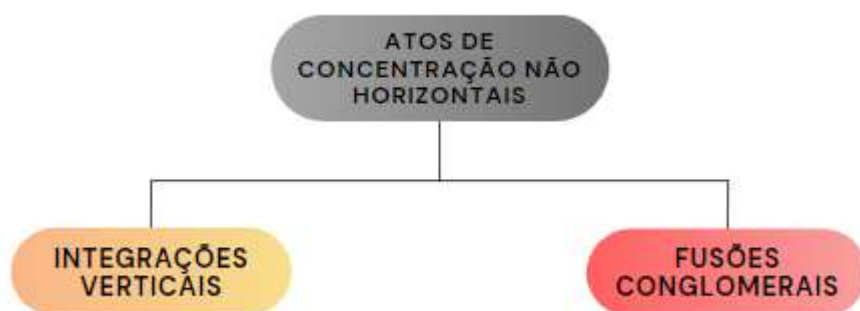 ATOS DE
CONCENTRAÇÃO NÃO
HORIZONTAIS
INTEGRAÇÕES
VERTICAIS
FUSÕES
CONGLOMERAIS